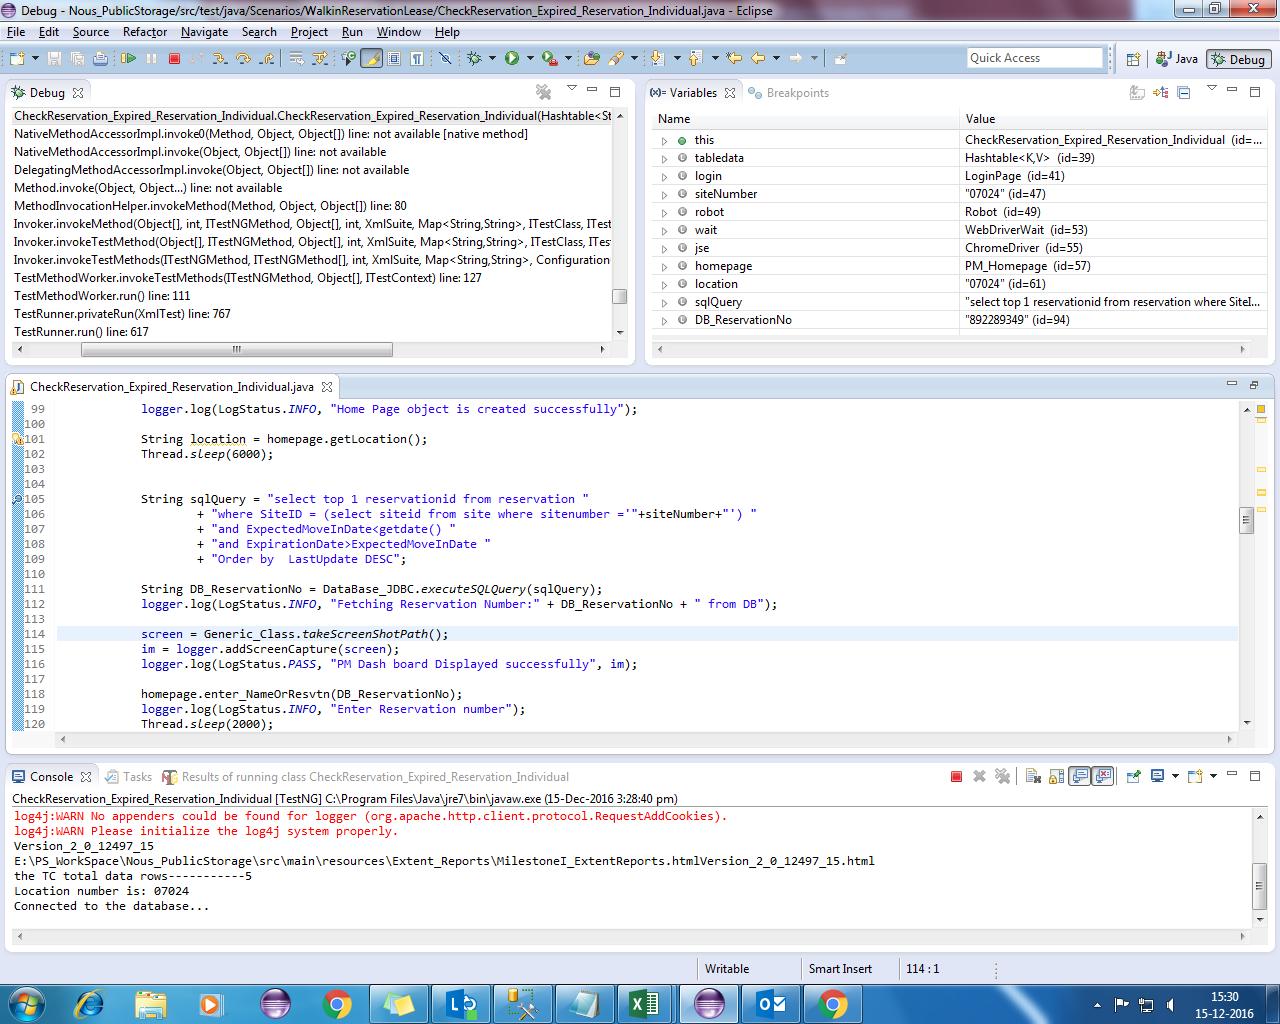 Debug - Nous_PublicStorage/src/test/java/Scenarios/WalkinReservationLease/CheckReservation_Expired_Reservation_Individual.java - Eclipse
File Edit Source Refactor Navigate Search Project Run Window Help
Quick Access
Java
Debug
Debug
CheckReservation_Expired_Reservation_Individual.CheckReservation_Expired_Reservation_Individual(Hashtable<St
NativeMethodAccessorImpl.invoke0(Method, Object, Object[]) line: not available [native method]
NativeMethodAccessorImpl.invoke(Object, Object[]) line: not available
DelegatingMethodAccessorImpl.invoke(Object, Object[]) line: not available
Method.invoke(Object, Object...) line: not available
MethodInvocationHelper.invokeMethod(Method, Object, Object[]) line: 80
Invoker.invokeMethod(Object[], int, ITestNGMethod, Object[], int, XmlSuite, Map<String,String>, ITestClass, ITest
Invoker.invokeTestMethod(Object[], ITestNGMethod, Object[], int, XmlSuite, Map<String,String>, ITestClass, ITes
Invoker.invokeTestMethods(ITestNGMethod, ITestNGMethod[], int, XmlSuite, Map<String,String>, Configuration
TestMethodWorker.invokeTestMethods(ITestNGMethod, Object[], ITestContext) line: 127
TestMethodWorker.run() line: 111
TestRunner.privateRun(XmlTest) line: 767
TestRunner.run() line: 617
(x)= Variables
Breakpoints
Name Value
this CheckReservation_Expired_Reservation_Individual (id=...
tabledata Hashtable<K,V> (id=39)
login LoginPage (id=41)
siteNumber "07024" (id=47)
robot Robot (id=49)
wait WebDriverWait (id=53)
jse ChromeDriver (id=55)
homepage PM_Homepage (id=57)
location "07024" (id=61)
sqlQuery "select top 1 reservationid from reservation where SiteI...
DB_ReservationNo "892289349" (id=94)
CheckReservation_Expired_Reservation_Individual.java
99 logger.log(LogStatus.INFO, "Home Page object is created successfully");
100
101 String location = homepage.getLocation();
102 Thread.sleep(6000);
103
104
105 String sqlQuery = "select top 1 reservationid from reservation "
106 + "where SiteID = (select siteid from site where sitenumber ='"+siteNumber+"') "
107 + "and ExpectedMoveInDate<getdate() "
108 + "and ExpirationDate>ExpectedMoveInDate "
109 + "Order by  LastUpdate DESC";
110
111 String DB_ReservationNo = DataBase_JDBC.executeSQLQuery(sqlQuery);
112 logger.log(LogStatus.INFO, "Fetching Reservation Number:" + DB_ReservationNo + " from DB");
113
114 screen = Generic_Class.takeScreenShotPath();
115 im = logger.addScreenCapture(screen);
116 logger.log(LogStatus.PASS, "PM Dash board Displayed successfully", im);
117
118 homepage.enter_NameOrResvtn(DB_ReservationNo);
119 logger.log(LogStatus.INFO, "Enter Reservation number");
120 Thread.sleep(2000);
Console Tasks Results of running class CheckReservation_Expired_Reservation_Individual
CheckReservation_Expired_Reservation_Individual [TestNG] C:\Program Files\Java\jre7\bin\javaw.exe (15-Dec-2016 3:28:40 pm)
log4j:WARN No appenders could be found for logger (org.apache.http.client.protocol.RequestAddCookies).
log4j:WARN Please initialize the log4j system properly.
Version_2_0_12497_15
E:\PS_WorkSpace\Nous_PublicStorage\src\main\resources\Extent_Reports\MilestoneI_ExtentReports.htmlVersion_2_0_12497_15.html
the TC total data rows-----------5
Location number is: 07024
Connected to the database...
Writable Smart Insert 114 : 1
15:30
15-12-2016